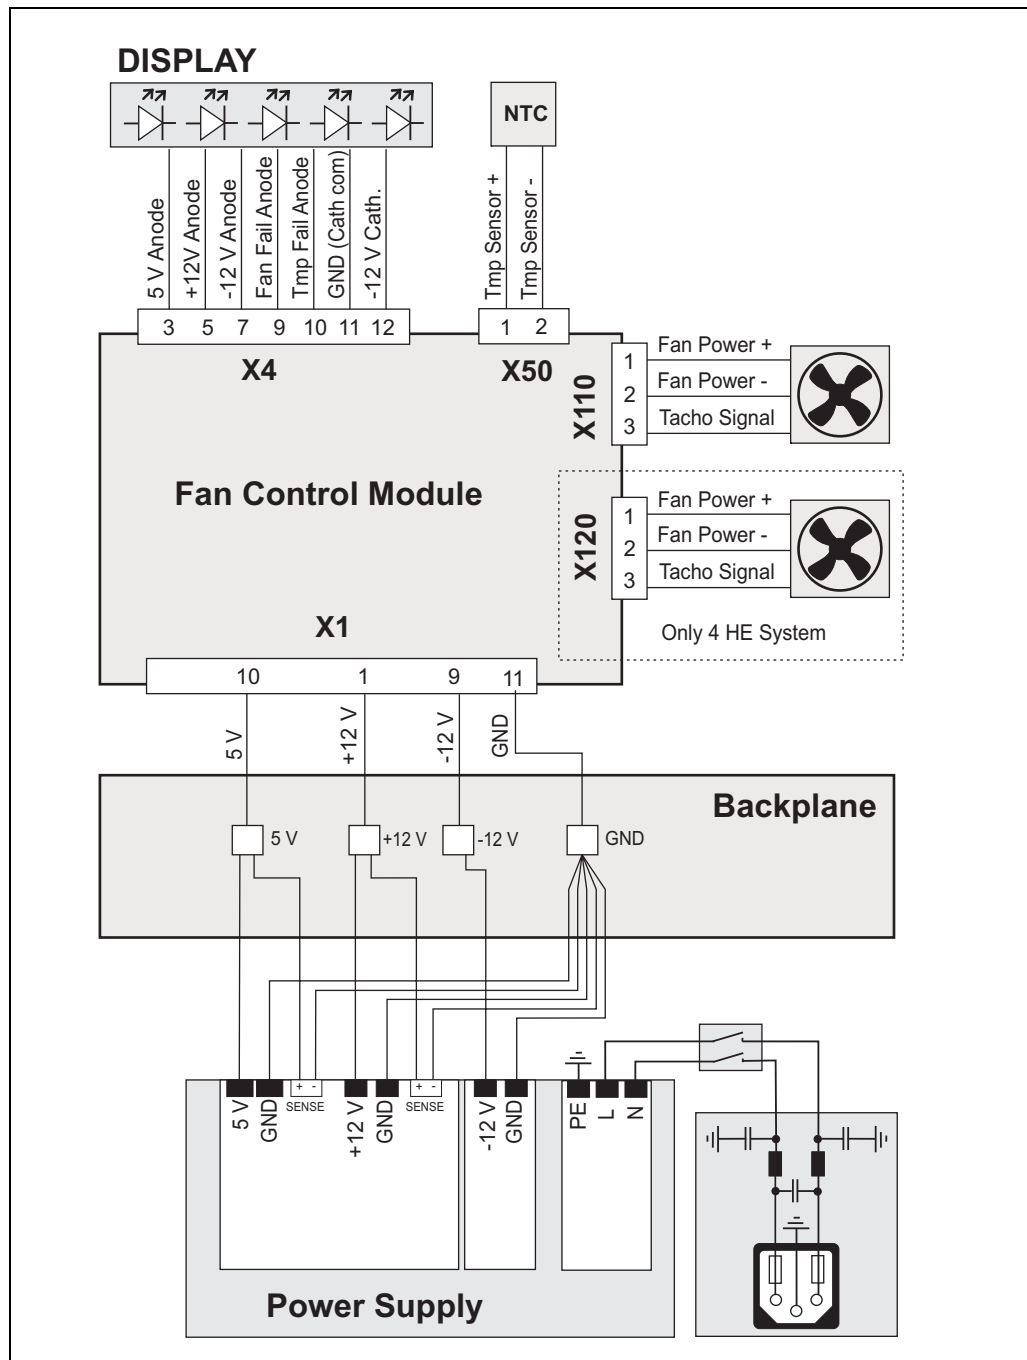 DISPLAY
NTC
5 V Anode
+12V Anode
-12 V Anode
Fan Fail Anode
Tmp Fail Anode
GND (Cath com)
-12 V Cath.
Tmp Sensor +
Tmp Sensor -
3 5 7 9 10 11 12
1 2
X4
X50
X110
1
2
3
Fan Power +
Fan Power -
Tacho Signal
Fan Control Module
X120
1
2
3
Fan Power +
Fan Power -
Tacho Signal
Only 4 HE System
X1
10 1 9 11
5 V
+12 V
-12 V
GND
Backplane
5 V
+12 V
-12 V
GND
+ -
SENSE
+ -
SENSE
5 V
GND
+12 V
GND
-12 V
GND
PE
L
N
Power Supply